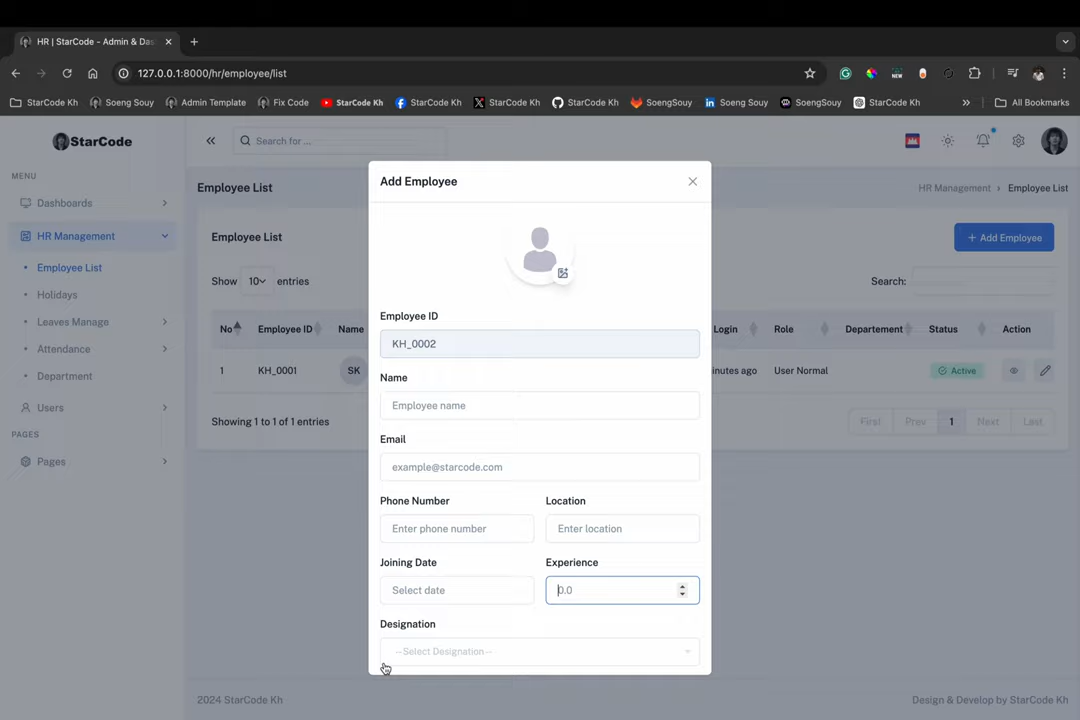 HR | StarCode - Admin & Das
127.0.0.1:8000/hr/employee/list
StarCode Kh
Soeng Souy
Admin Template
Fix Code
StarCode Kh
StarCode Kh
StarCode Kh
StarCode Kh
SoengSouy
Soeng Souy
SoengSouy
StarCode Kh
All Bookmarks
StarCode
Search for ...
MENU
Dashboards
HR Management
Employee List
Holidays
Leaves Manage
Attendance
Department
Users
PAGES
Pages
Employee List
HR Management
Employee List
Employee List
+ Add Employee
Show 10 entries
Search:
No Employee ID Name Login Role Departement Status Action
1 KH_0001 SK inutes ago User Normal Active
Showing 1 to 1 of 1 entries
First Prev 1 Next Last
Add Employee
Employee ID
KH_0002
Name
Employee name
Email
example@starcode.com
Phone Number Location
Enter phone number Enter location
Joining Date Experience
Select date 0.0
Designation
--Select Designation--
2024 StarCode Kh
Design & Develop by StarCode Kh